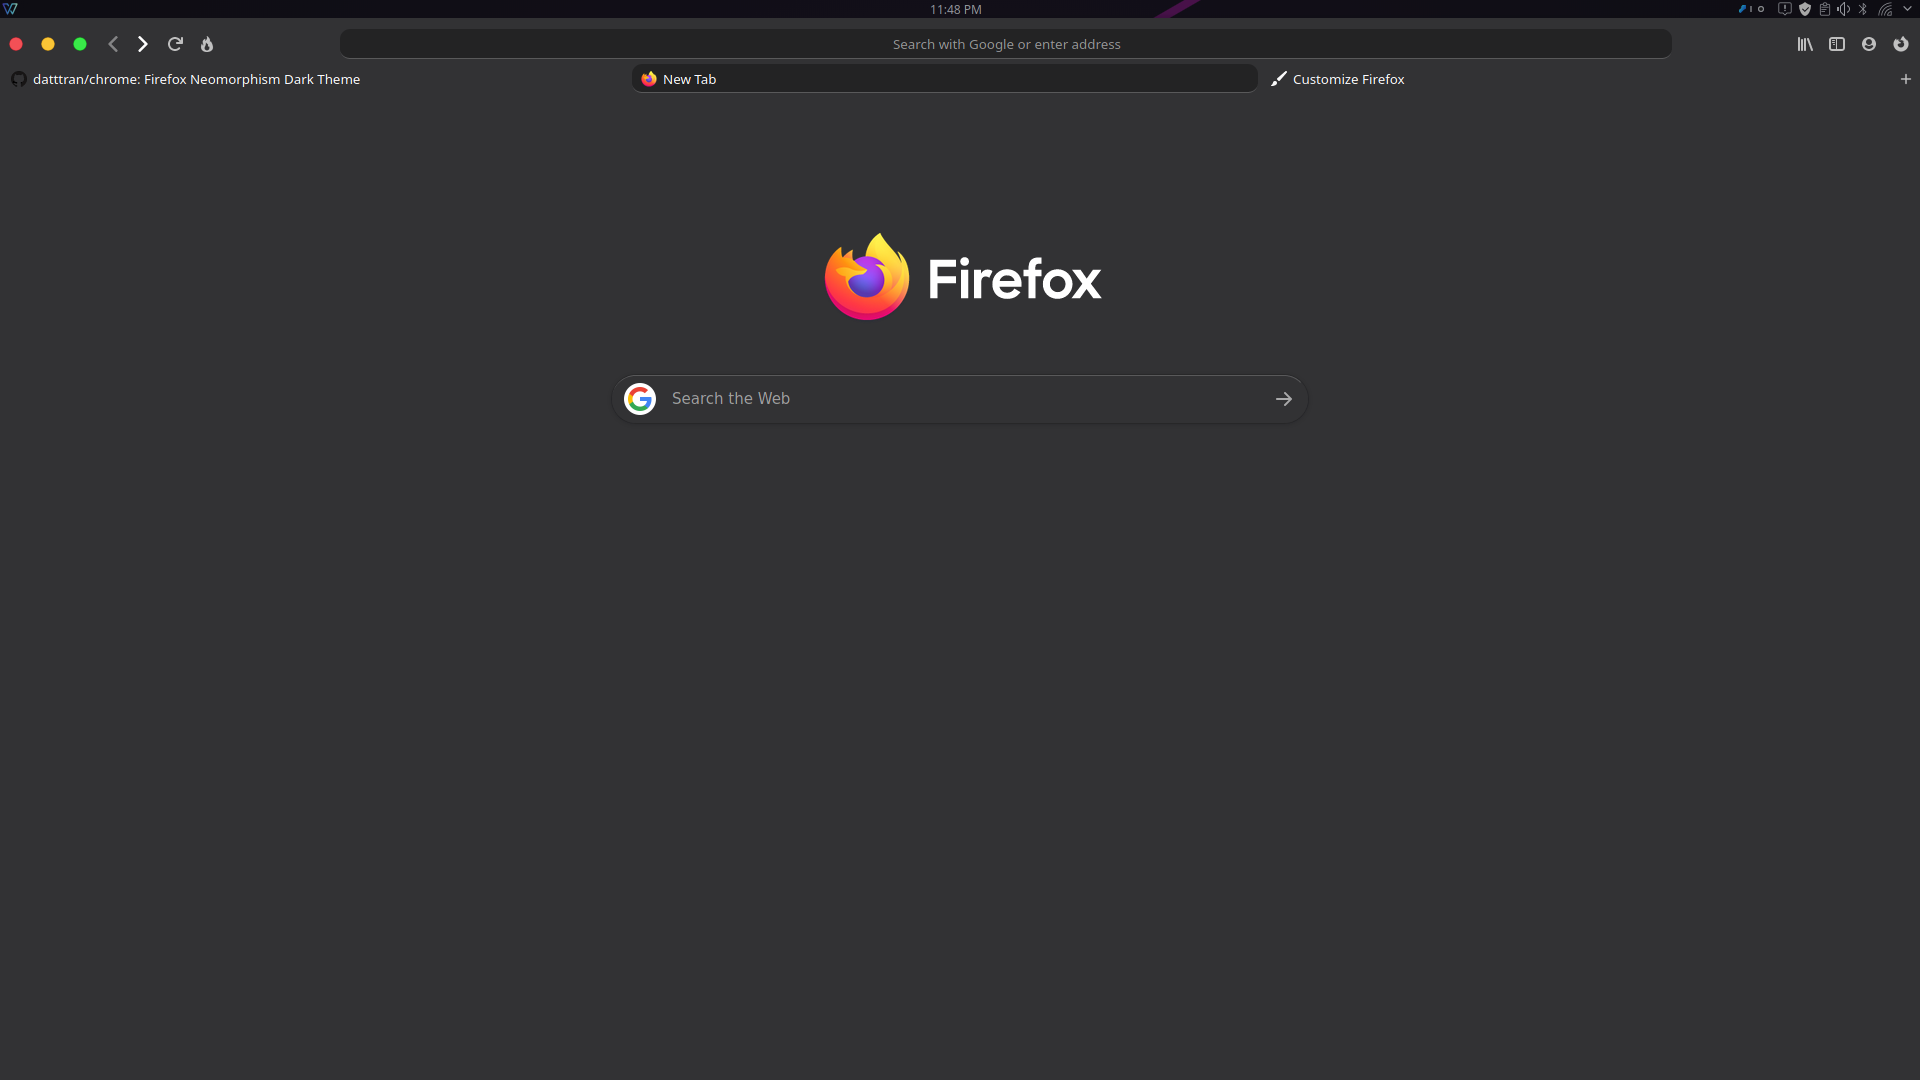 11:48 PM
Search with Google or enter address
datttran/chrome: Firefox Neomorphism Dark Theme
New Tab
Customize Firefox
Firefox
Search the Web